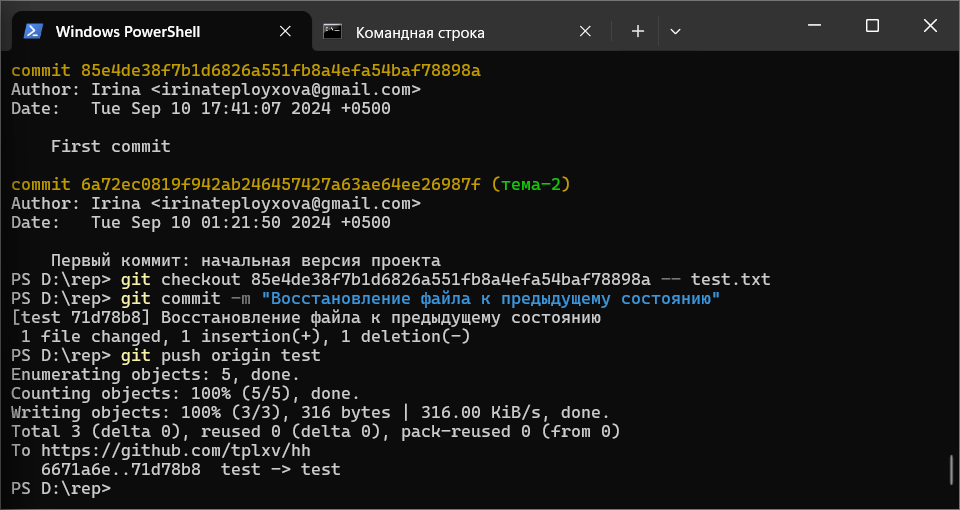 Windows PowerShell
Командная строка
commit 85e4de38f7b1d6826a551fb8a4efa54baf78898a
Author: Irina <irinateployxova@gmail.com>
Date:   Tue Sep 10 17:41:07 2024 +0500
First commit
commit 6a72ec0819f942ab246457427a63ae64ee26987f (тема-2)
Author: Irina <irinateployxova@gmail.com>
Date:   Tue Sep 10 01:21:50 2024 +0500
Первый коммит: начальная версия проекта
PS D:\rep> git checkout 85e4de38f7b1d6826a551fb8a4efa54baf78898a -- test.txt
PS D:\rep> git commit -m "Восстановление файла к предыдущему состоянию"
[test 71d78b8] Восстановление файла к предыдущему состоянию
1 file changed, 1 insertion(+), 1 deletion(-)
PS D:\rep> git push origin test
Enumerating objects: 5, done.
Counting objects: 100% (5/5), done.
Writing objects: 100% (3/3), 316 bytes | 316.00 KiB/s, done.
Total 3 (delta 0), reused 0 (delta 0), pack-reused 0 (from 0)
To https://github.com/tplxv/hh
6671a6e..71d78b8  test -> test
PS D:\rep>